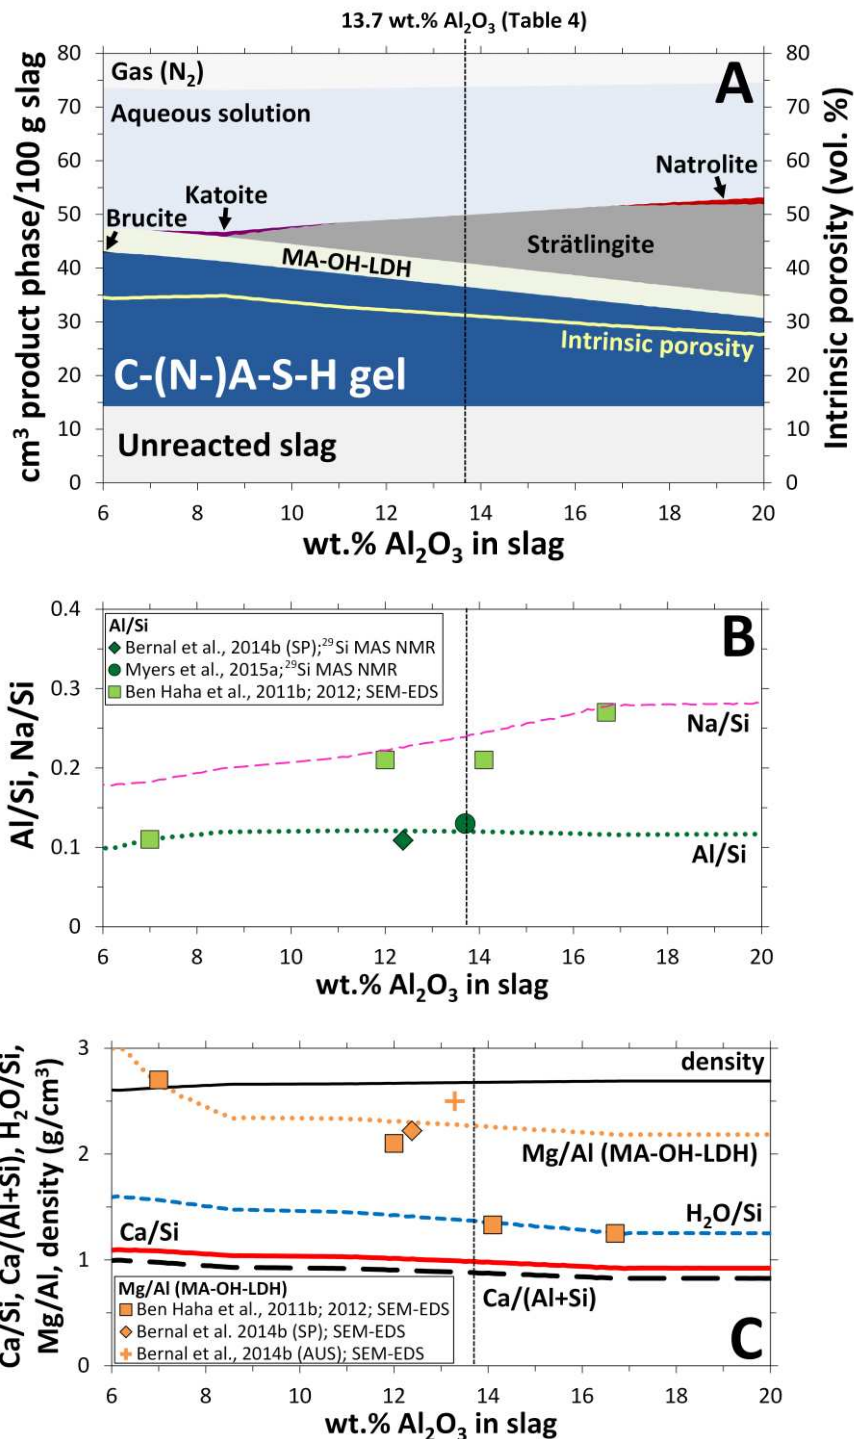 13.7 wt.% Al₂O₃ (Table 4)
80
70
60
50
40
30
20
10
0
cm³ product phase/100 g slag
Gas (N₂)
A
Aqueous solution
Natrolite
Katoite
Brucite
Strätlingite
MA-OH-LDH
Intrinsic porosity
C-(N-)A-S-H gel
Unreacted slag
80
70
60
50
40
30
20
10
0
Intrinsic porosity (vol. %)
6 8 10 12 14 16 18 20
wt.% Al₂O₃ in slag
0.4
0.3
0.2
0.1
0
Al/Si, Na/Si
Al/Si
Bernal et al., 2014b (SP);²⁹Si MAS NMR
Myers et al., 2015a;²⁹Si MAS NMR
Ben Haha et al., 2011b; 2012; SEM-EDS
B
Na/Si
Al/Si
6 8 10 12 14 16 18 20
wt.% Al₂O₃ in slag
3
2
1
0
Ca/Si, Ca/(Al+Si), H₂O/Si,
Mg/Al, density (g/cm³)
density
Mg/Al (MA-OH-LDH)
H₂O/Si
Ca/Si
Ca/(Al+Si)
Mg/Al (MA-OH-LDH)
Ben Haha et al., 2011b; 2012; SEM-EDS
Bernal et al. 2014b (SP); SEM-EDS
Bernal et al., 2014b (AUS); SEM-EDS
C
6 8 10 12 14 16 18 20
wt.% Al₂O₃ in slag